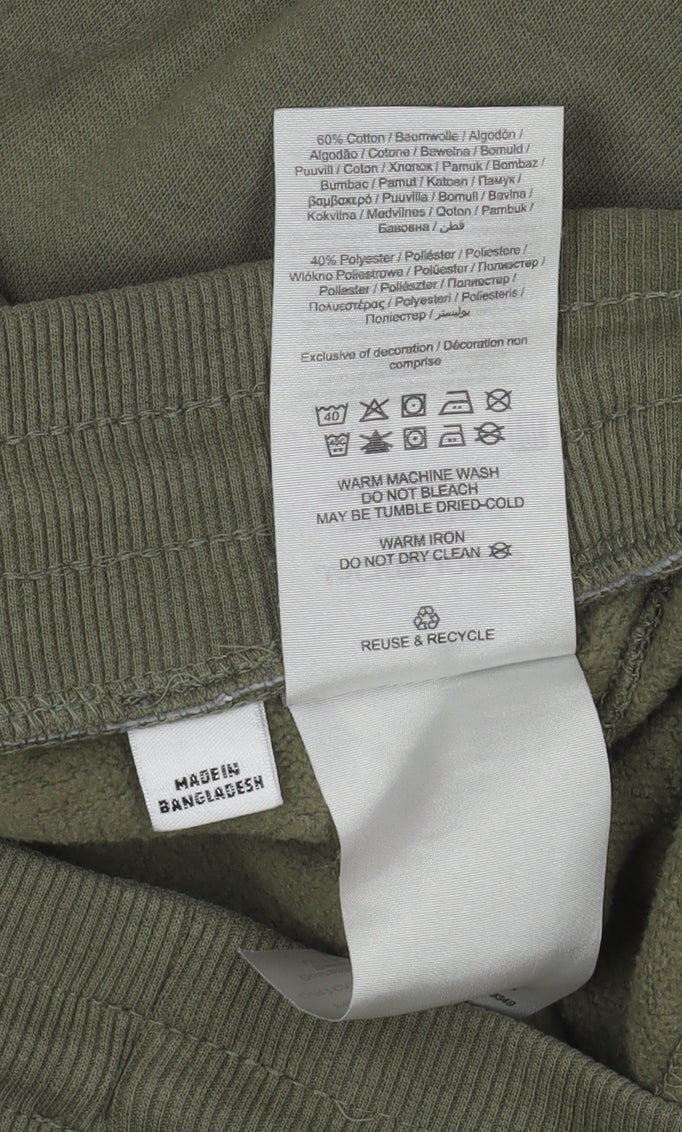 60% Cotton / Baumwolle / Algodón /
Algodão / Cotone / Bawełna / Bomuld /
Puuvill / Coton / Хлопок / Pamuk / Bombaz /
Bumbac / Pamut / Katoen / Памук /
βαμβακερό / Puuvilla / Bomull / Bavlna /
Kokvilna / Medvilnės / Qoton / Pambuk /
Бавовна / قطن
40% Polyester / Poliéster / Poliestere /
Włókno Poliestrowe / Polüester / Полиэстер /
Poliester / Poliészter / Полиестер /
Πολυεστέρας / Polyesteri / Poliesteris /
Поліестер / بوليستر
Exclusive of decoration / Décoration non
comprise
40
WARM MACHINE WASH
DO NOT BLEACH
MAY BE TUMBLE DRIED-COLD
WARM IRON
DO NOT DRY CLEAN
REUSE & RECYCLE
MADE IN
BANGLADESH